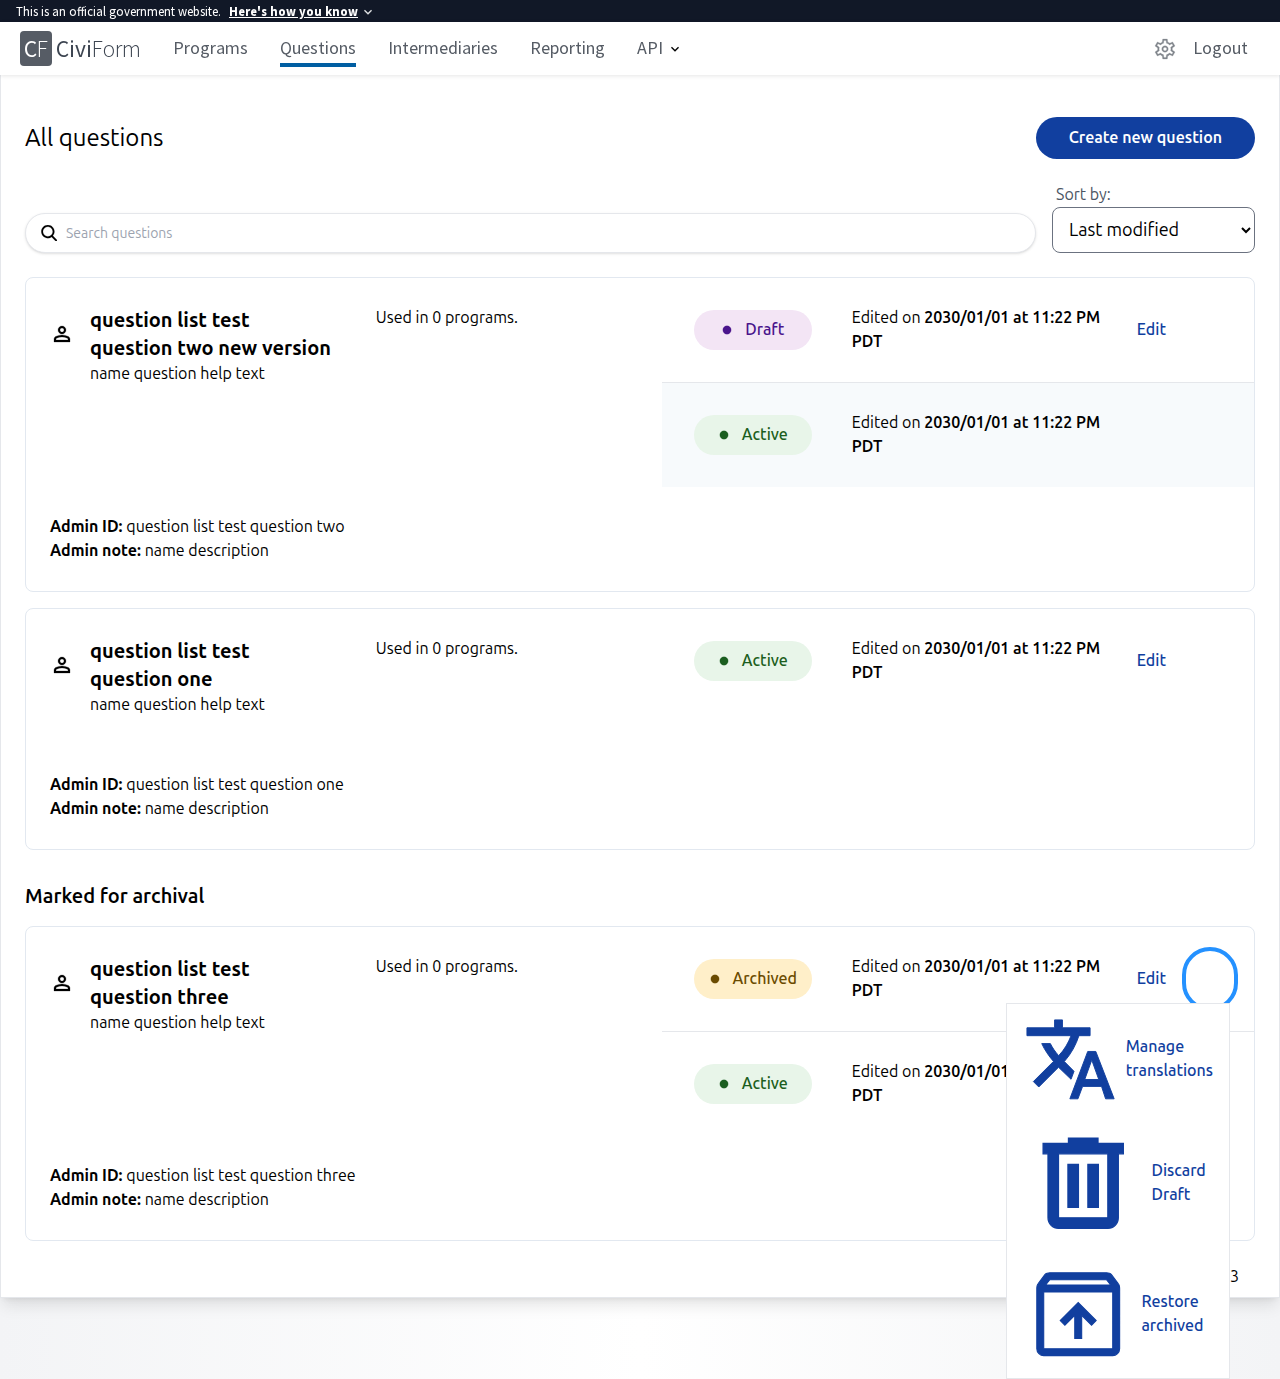 This is an official government website. Here's how you know
CF CiviForm Programs Questions Intermediaries Reporting API Logout
All questions
Create new question
Sort by:
Search questions
Last modified
question list test
question two new version
name question help text
Used in 0 programs.
Draft
Edited on 2030/01/01 at 11:22 PM
PDT
Edit
Active
Edited on 2030/01/01 at 11:22 PM
PDT
Admin ID: question list test question two
Admin note: name description
question list test
question one
name question help text
Used in 0 programs.
Active
Edited on 2030/01/01 at 11:22 PM
PDT
Edit
Admin ID: question list test question one
Admin note: name description
Marked for archival
question list test
question three
name question help text
Used in 0 programs.
Archived
Edited on 2030/01/01 at 11:22 PM
PDT
Edit
Active
Edited on 2030/01/01
PDT
Manage
translations
Discard
Draft
Restore
archived
Admin ID: question list test question three
Admin note: name description
3